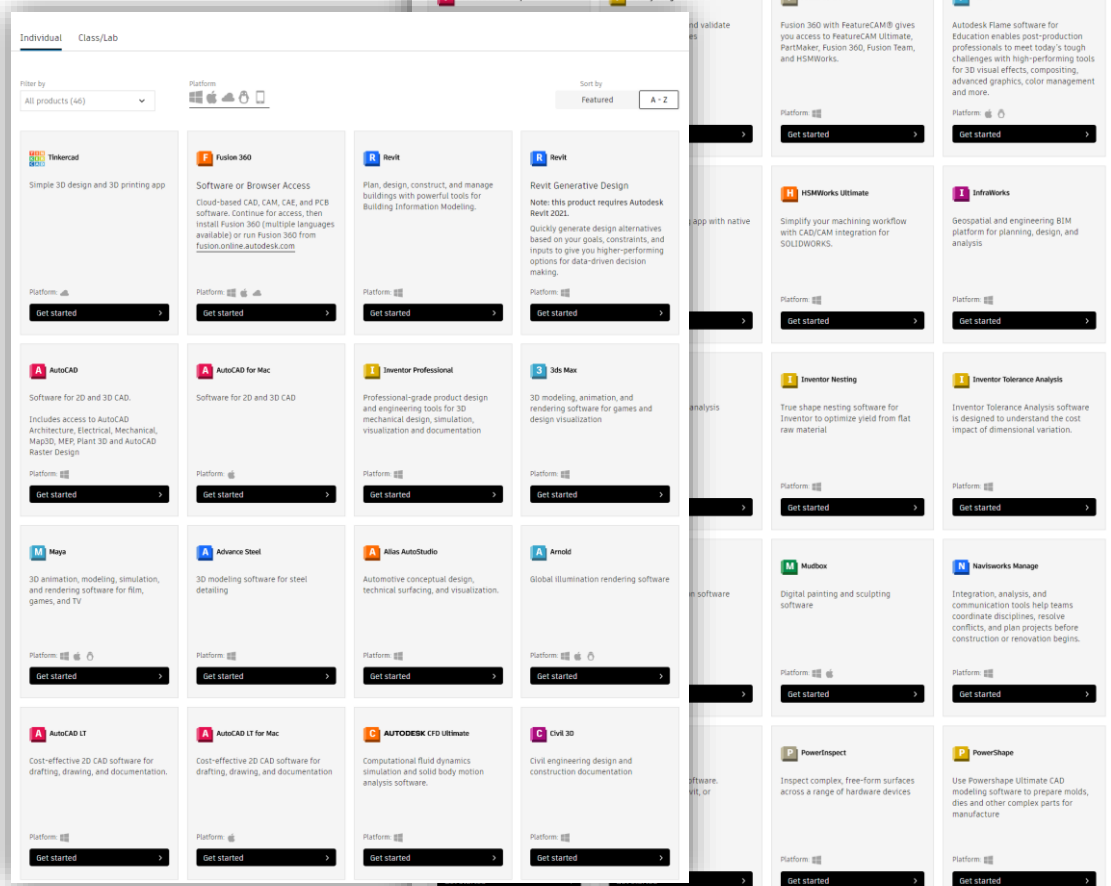 Individual Class/Lab
Filter by
All products (46)
Platform
Sort by
Featured A - Z
Tinkercad
Simple 3D design and 3D printing app
Platform:
Get started
Fusion 360
Software or Browser Access
Cloud-based CAD, CAM, CAE, and PCB
software. Continue for access, then
install Fusion 360 (multiple languages
available) or run Fusion 360 from
fusion.online.autodesk.com
Platform:
Get started
Revit
Plan, design, construct, and manage
buildings with powerful tools for
Building Information Modeling.
Platform:
Get started
Revit
Revit Generative Design
Note: this product requires Autodesk
Revit 2021.
Quickly generate design alternatives
based on your goals, constraints, and
inputs to give you higher-performing
options for data-driven decision
making.
Platform:
Get started
AutoCAD
Software for 2D and 3D CAD.
Includes access to AutoCAD
Architecture, Electrical, Mechanical,
Map3D, MEP, Plant 3D and AutoCAD
Raster Design
Platform:
Get started
AutoCAD for Mac
Software for 2D and 3D CAD
Platform:
Get started
Inventor Professional
Professional-grade product design
and engineering tools for 3D
mechanical design, simulation,
visualization and documentation
Platform:
Get started
3ds Max
3D modeling, animation, and
rendering software for games and
design visualization
Platform:
Get started
Maya
3D animation, modeling, simulation,
and rendering software for film,
games, and TV
Platform:
Get started
Advance Steel
3D modeling software for steel
detailing
Platform:
Get started
Alias AutoStudio
Automotive conceptual design,
technical surfacing, and visualization.
Platform:
Get started
Arnold
Global illumination rendering software
Platform:
Get started
AutoCAD LT
Cost-effective 2D CAD software for
drafting, drawing, and documentation.
Platform:
Get started
AutoCAD LT for Mac
Cost-effective 2D CAD software for
drafting, drawing, and documentation
Platform:
Get started
AUTODESK CFD Ultimate
Computational fluid dynamics
simulation and solid body motion
analysis software.
Platform:
Get started
Civil 3D
Civil engineering design and
construction documentation
Platform:
Get started
nd validate
Fusion 360 with FeatureCAM® gives
you access to FeatureCAM Ultimate,
PartMaker, Fusion 360, Fusion Team,
and HSMWorks.
Platform:
Get started
Autodesk Flame software for
Education enables post-production
professionals to meet today's tough
challenges with high-performing tools
for 3D visual effects, compositing,
advanced graphics, color management
and more.
Platform:
Get started
app with native
HSMWorks Ultimate
Simplify your machining workflow
with CAD/CAM integration for
SOLIDWORKS.
Platform:
Get started
InfraWorks
Geospatial and engineering BIM
platform for planning, design, and
analysis
Platform:
Get started
analysis
Inventor Nesting
True shape nesting software for
Inventor to optimize yield from flat
raw material
Platform:
Get started
Inventor Tolerance Analysis
Inventor Tolerance Analysis software
is designed to understand the cost
impact of dimensional variation.
Platform:
Get started
software
Mudbox
Digital painting and sculpting
software
Platform:
Get started
Navisworks Manage
Integration, analysis, and
communication tools help teams
coordinate disciplines, resolve
conflicts, and plan projects before
construction or renovation begins.
Platform:
Get started
vit, or
PowerInspect
Inspect complex, free-form surfaces
across a range of hardware devices
Platform:
Get started
PowerShape
Use Powershape Ultimate CAD
modeling software to prepare molds,
dies and other complex parts for
manufacture
Platform:
Get started